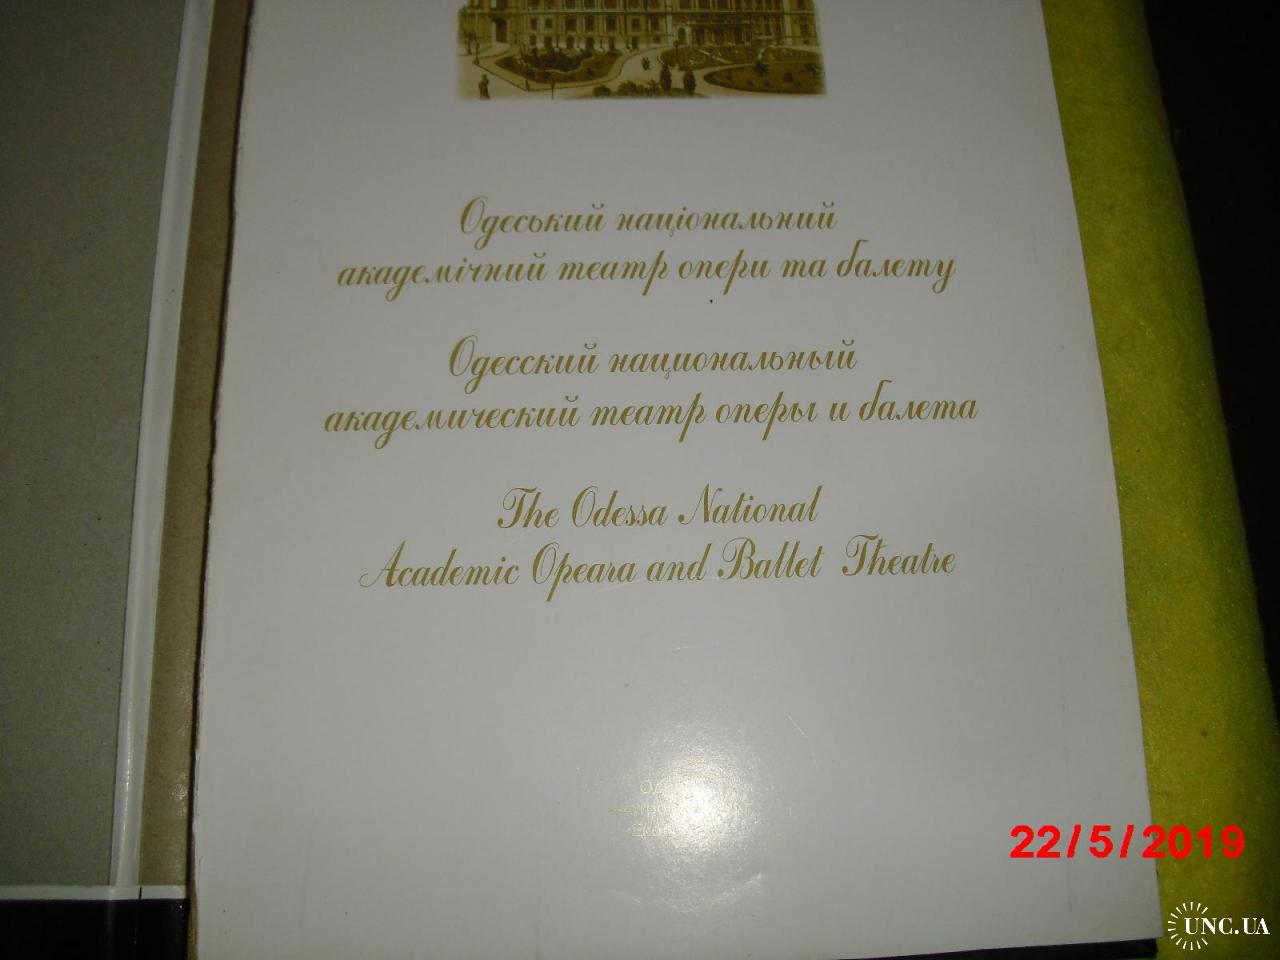 Одеський національний
академічний театр опери та балету
Одесский национальный
академический театр оперы и балета
The Odessa National
Academic Opeara and Ballet Theatre
22/5/2019
UNC.UA